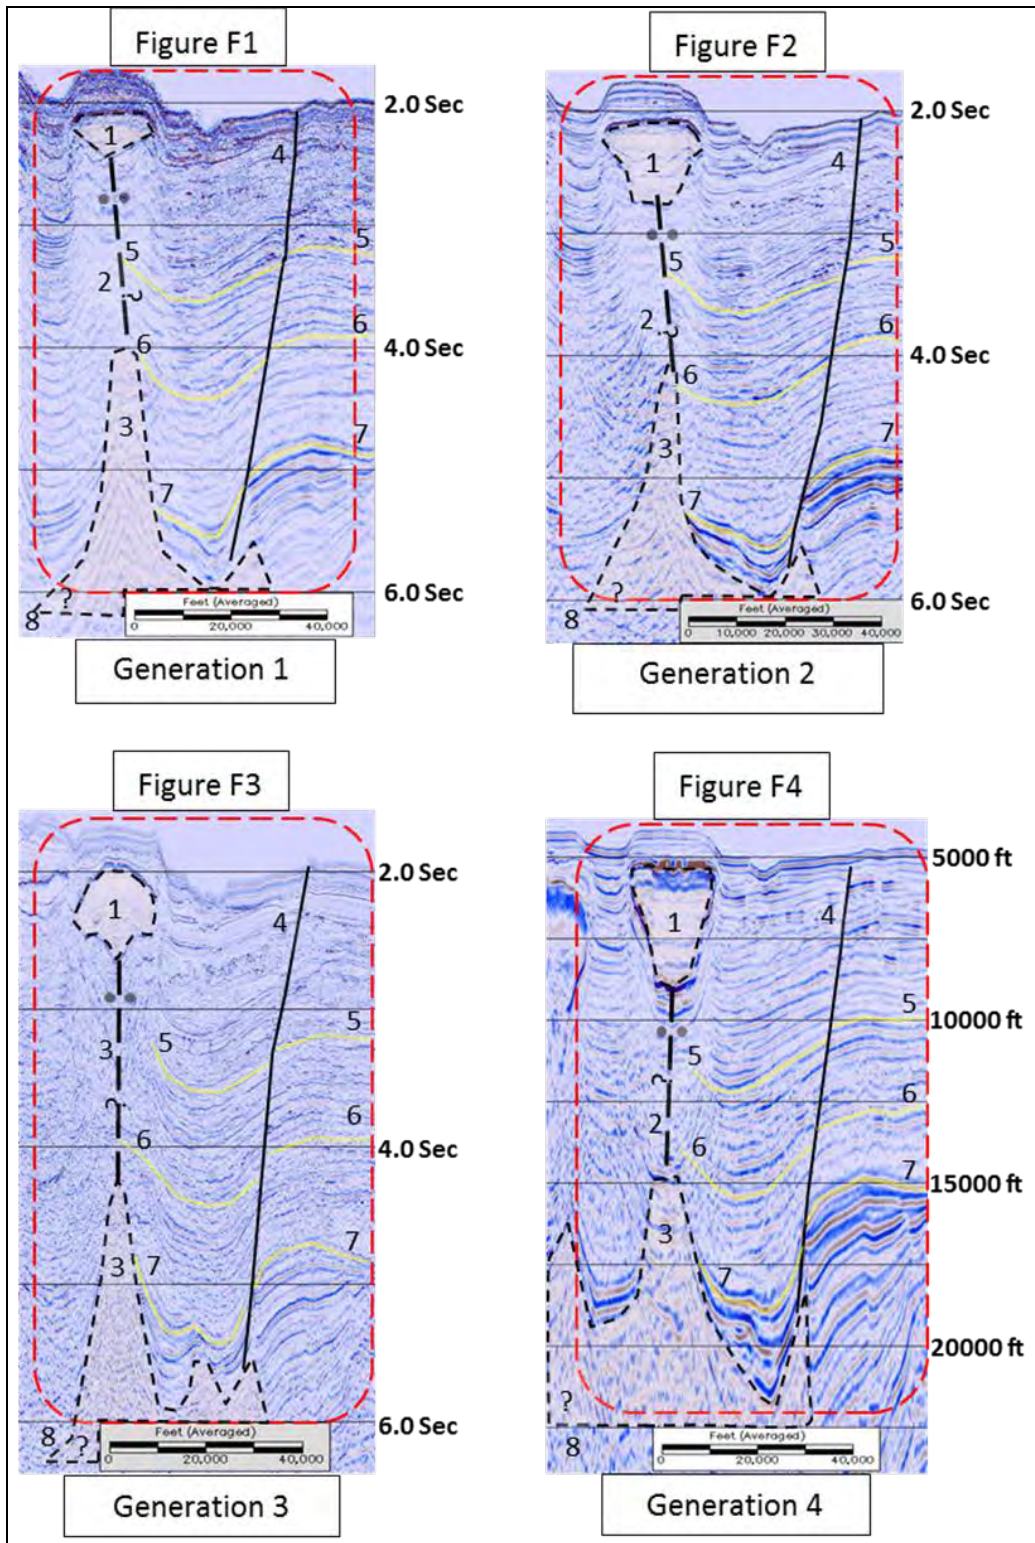 Figure F1
2.0 Sec
1
4
5
5
2
?
6
6
4.0 Sec
3
7
7
?
8
6.0 Sec
Feet (Averaged)
0 20,000 40,000
Generation 1
Figure F2
2.0 Sec
1
4
5
5
2
?
6
6
4.0 Sec
3
7
7
?
8
6.0 Sec
Feet (Averaged)
0 10,000 20,000 30,000 40,000
Generation 2
Figure F3
2.0 Sec
1
4
5
5
3
?
6
6
4.0 Sec
3
7
7
8
?
6.0 Sec
Feet (Averaged)
0 20,000 40,000
Generation 3
Figure F4
5000 ft
1
4
5
10000 ft
5
?
2
6
6
15000 ft
7
3
7
20000 ft
?
8
Feet (Averaged)
0 20,000 40,000
Generation 4